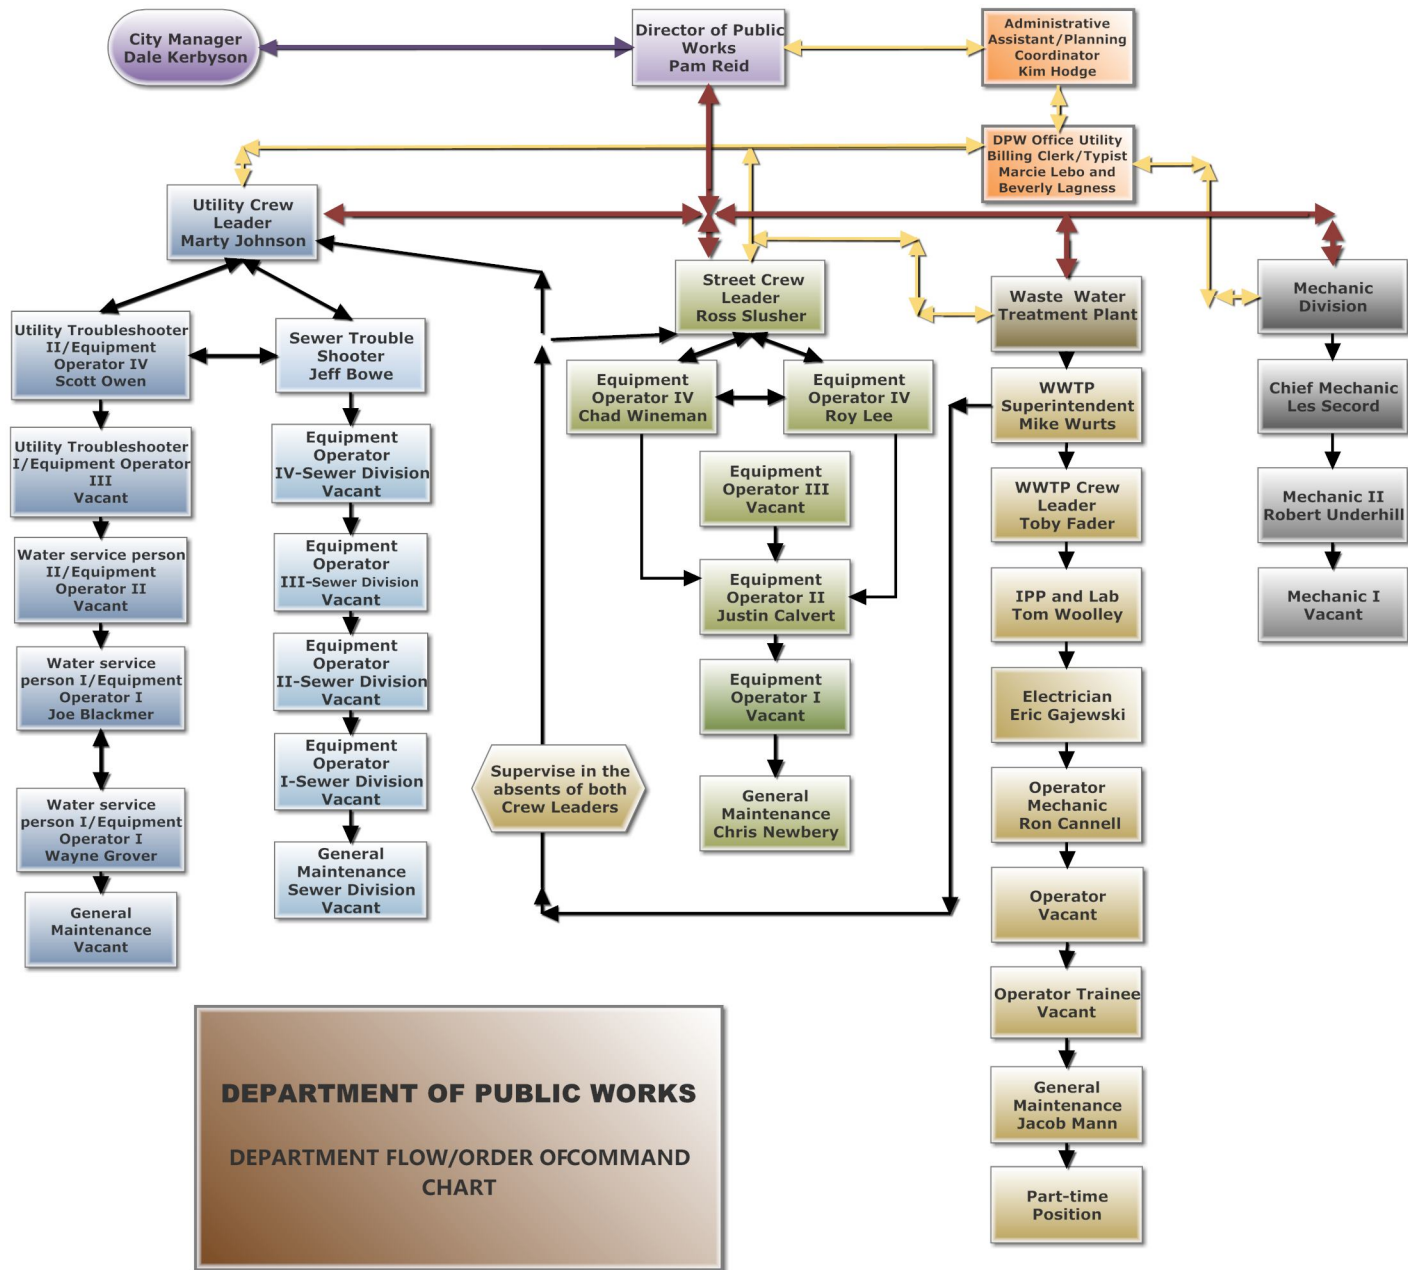 City Manager
Dale Kerbyson
Director of Public
Works
Pam Reid
Administrative
Assistant/Planning
Coordinator
Kim Hodge
DPW Office Utility
Billing Clerk/Typist
Marcie Lebo and
Beverly Lagness
Utility Crew
Leader
Marty Johnson
Utility Troubleshooter
II/Equipment
Operator IV
Scott Owen
Utility Troubleshooter
I/Equipment Operator
III
Vacant
Water service person
II/Equipment
Operator II
Vacant
Water service
person I/Equipment
Operator I
Joe Blackmer
Water service
person I/Equipment
Operator I
Wayne Grover
General
Maintenance
Vacant
Sewer Trouble
Shooter
Jeff Bowe
Equipment
Operator
IV-Sewer Division
Vacant
Equipment
Operator
III-Sewer Division
Vacant
Equipment
Operator
II-Sewer Division
Vacant
Equipment
Operator
I-Sewer Division
Vacant
General
Maintenance
Sewer Division
Vacant
Supervise in the
absents of both
Crew Leaders
Street Crew
Leader
Ross Slusher
Equipment
Operator IV
Chad Wineman
Equipment
Operator IV
Roy Lee
Equipment
Operator III
Vacant
Equipment
Operator II
Justin Calvert
Equipment
Operator I
Vacant
General
Maintenance
Chris Newbery
Waste Water
Treatment Plant
WWTP
Superintendent
Mike Wurts
WWTP Crew
Leader
Toby Fader
IPP and Lab
Tom Woolley
Electrician
Eric Gajewski
Operator
Mechanic
Ron Cannell
Operator
Vacant
Operator Trainee
Vacant
General
Maintenance
Jacob Mann
Part-time
Position
Mechanic
Division
Chief Mechanic
Les Secord
Mechanic II
Robert Underhill
Mechanic I
Vacant
DEPARTMENT OF PUBLIC WORKS
DEPARTMENT FLOW/ORDER OFCOMMAND
CHART